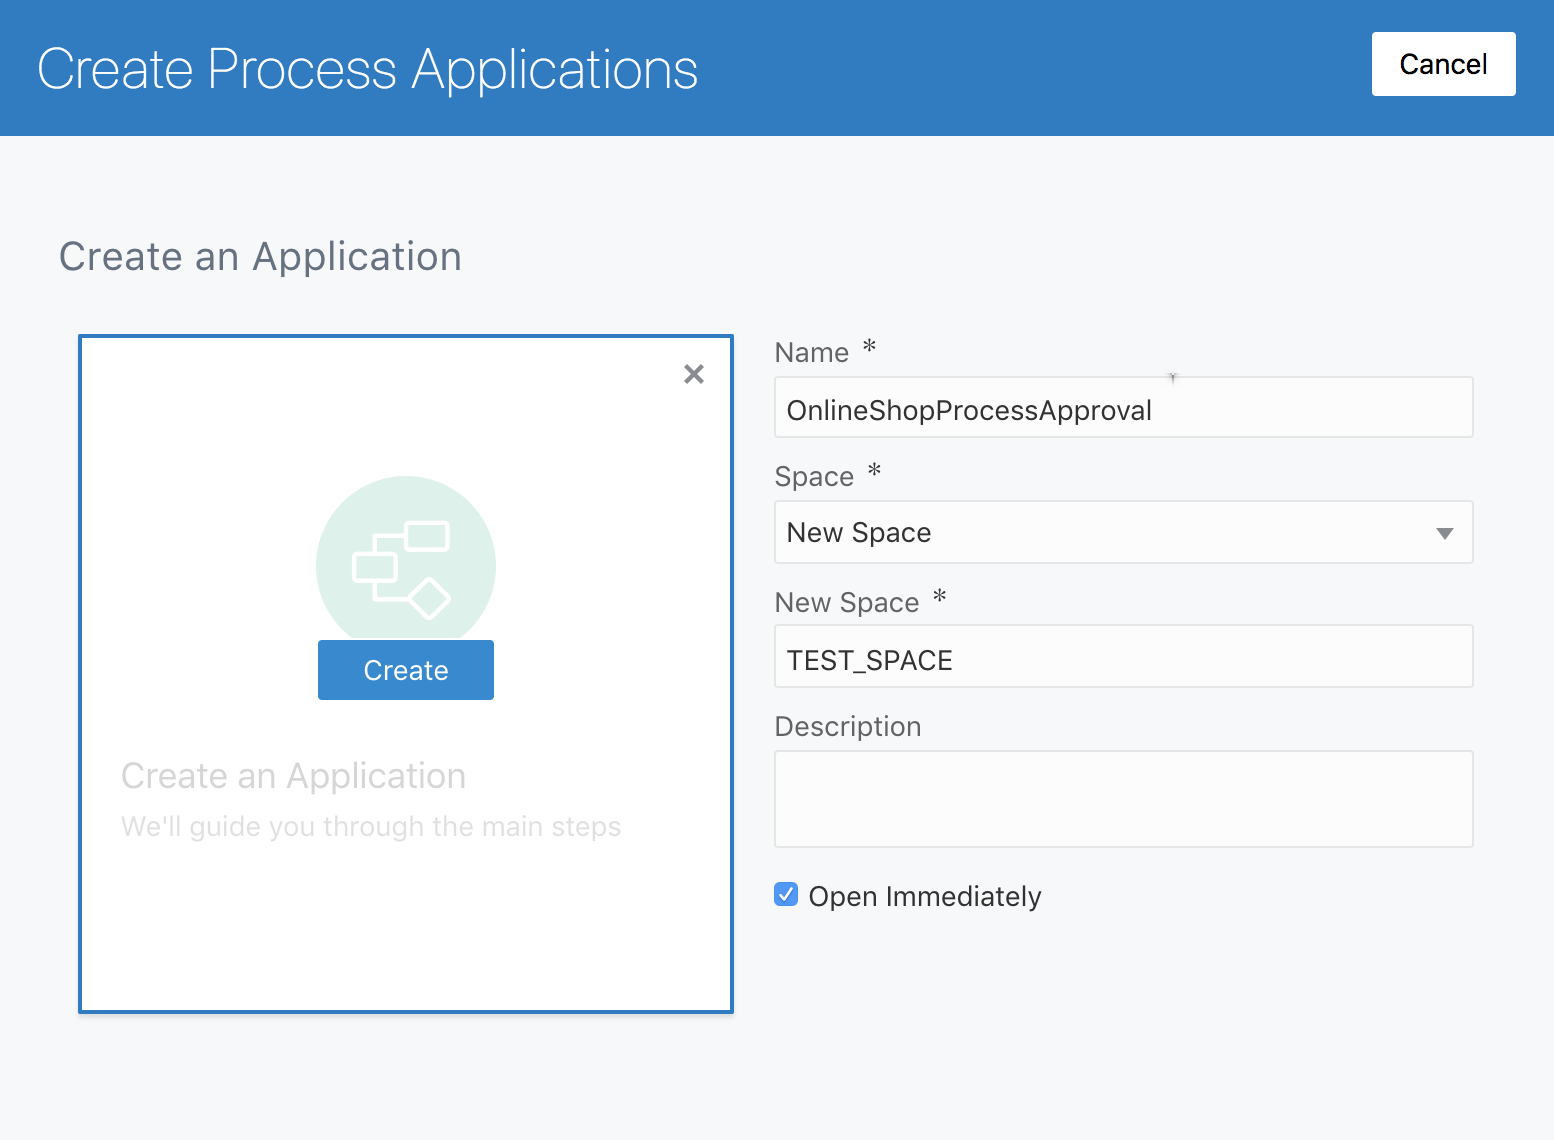 Create Process Applications
Cancel
Create an Application
Create
Create an Application
We'll guide you through the main steps
Name *
OnlineShopProcessApproval
Space *
New Space
New Space *
TEST_SPACE
Description
Open Immediately